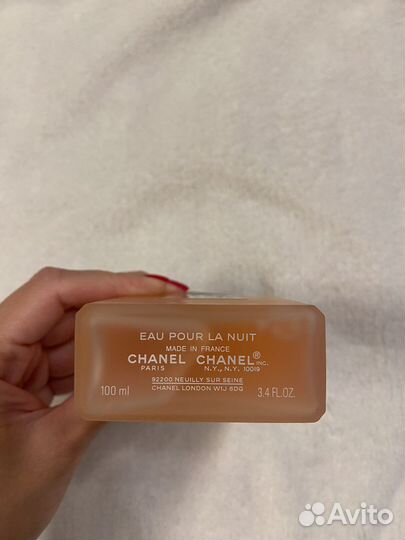 EAU POUR LA NUIT
MADE IN FRANCE
CHANEL CHANEL® INC.
PARIS N.Y., N.Y. 10019
92200 NEUILLY SUR SEINE
100 ml CHANEL LONDON W1J 6DG 3.4 FL.OZ.
Avito